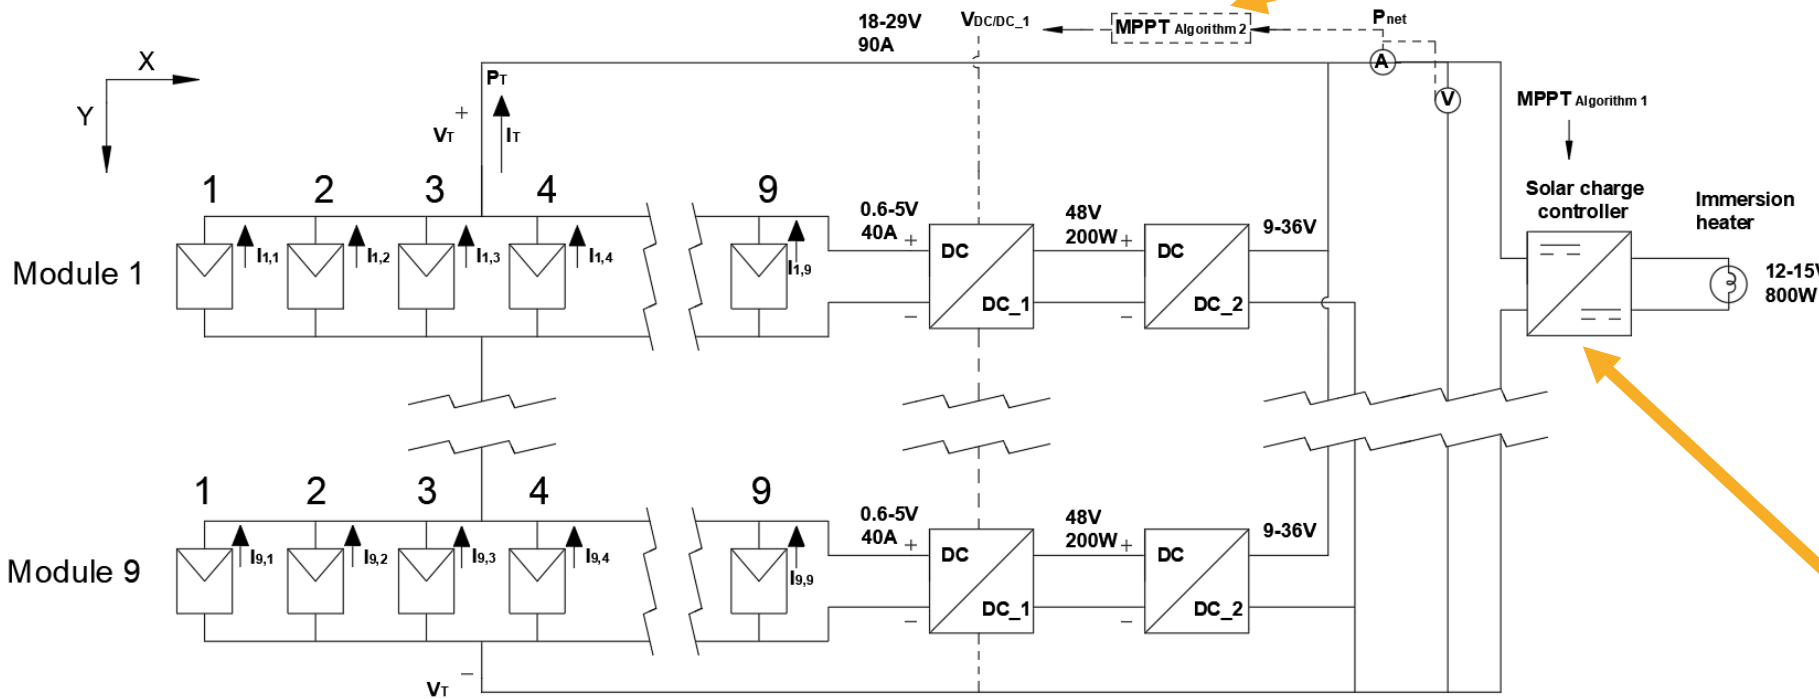 18-29V
90A
VDC/DC_1
MPPT Algorithm2
Pnet
X
Y
PT
A
V
+
VT
IT
MPPT Algorithm 1
1 2 3 4 9
Solar charge
controller
Immersion
heater
0.6-5V
40A
+
48V
200W
+
9-36V
Module 1
I1,1 I1,2 I1,3 I1,4 I1,9
DC
DC_1
DC
DC_2
12-15V
800W
−
−
1 2 3 4 9
0.6-5V
40A
+
48V
200W
+
9-36V
Module 9
I9,1 I9,2 I9,3 I9,4 I9,9
DC
DC_1
DC
DC_2
−
−
VT
−